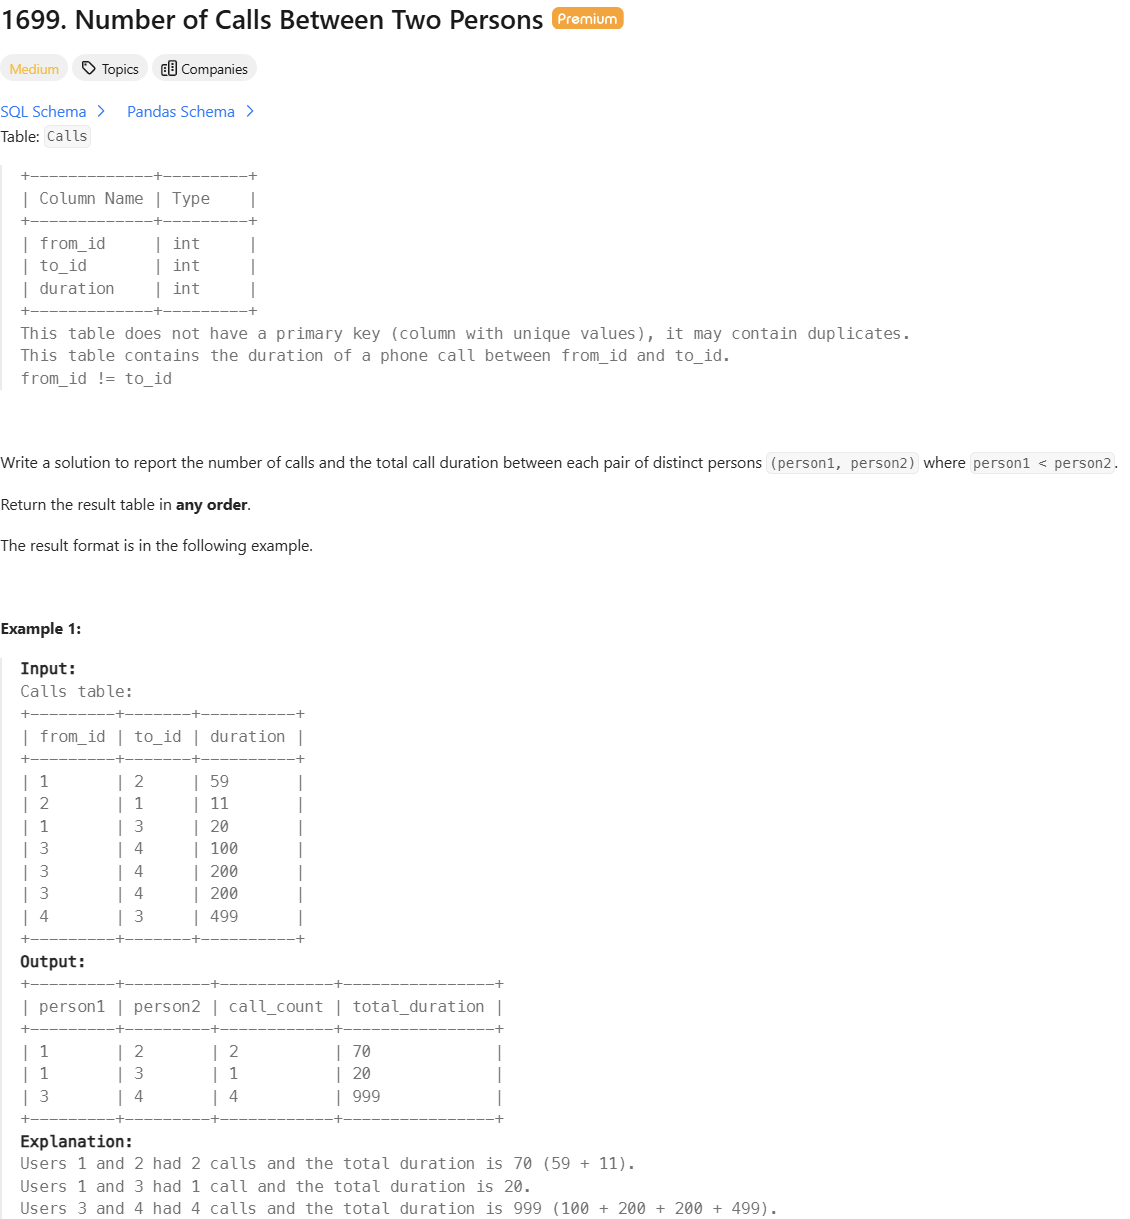 1699. Number of Calls Between Two Persons Premium
Medium Topics Companies
SQL Schema > Pandas Schema >
Table: Calls
+-------------+---------+
| Column Name | Type    |
+-------------+---------+
| from_id     | int     |
| to_id       | int     |
| duration    | int     |
+-------------+---------+
This table does not have a primary key (column with unique values), it may contain duplicates.
This table contains the duration of a phone call between from_id and to_id.
from_id != to_id
Write a solution to report the number of calls and the total call duration between each pair of distinct persons (person1, person2) where person1 < person2.
Return the result table in any order.
The result format is in the following example.
Example 1:
Input:
Calls table:
+---------+-------+----------+
| from_id | to_id | duration |
+---------+-------+----------+
| 1       | 2     | 59       |
| 2       | 1     | 11       |
| 1       | 3     | 20       |
| 3       | 4     | 100      |
| 3       | 4     | 200      |
| 3       | 4     | 200      |
| 4       | 3     | 499      |
+---------+-------+----------+
Output:
+---------+---------+------------+----------------+
| person1 | person2 | call_count | total_duration |
+---------+---------+------------+----------------+
| 1       | 2       | 2          | 70             |
| 1       | 3       | 1          | 20             |
| 3       | 4       | 4          | 999            |
+---------+---------+------------+----------------+
Explanation:
Users 1 and 2 had 2 calls and the total duration is 70 (59 + 11).
Users 1 and 3 had 1 call and the total duration is 20.
Users 3 and 4 had 4 calls and the total duration is 999 (100 + 200 + 200 + 499).